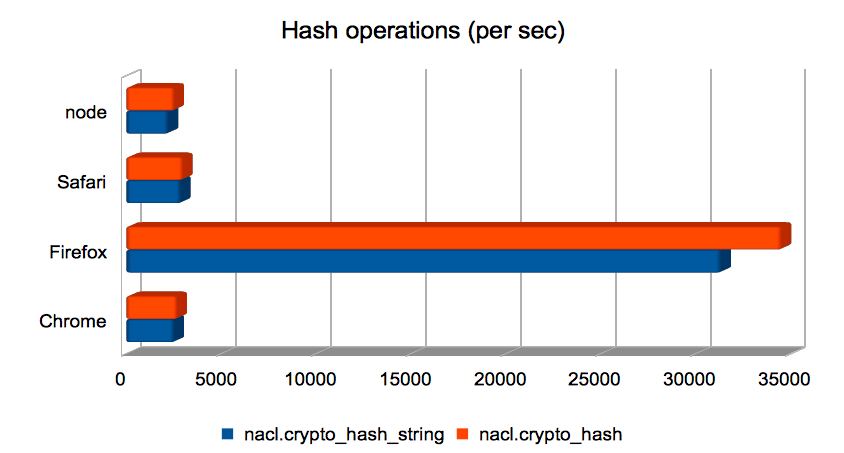 Hash operations (per sec)
node
Safari
Firefox
Chrome
0 5000 10000 15000 20000 25000 30000 35000
nacl.crypto_hash_string nacl.crypto_hash